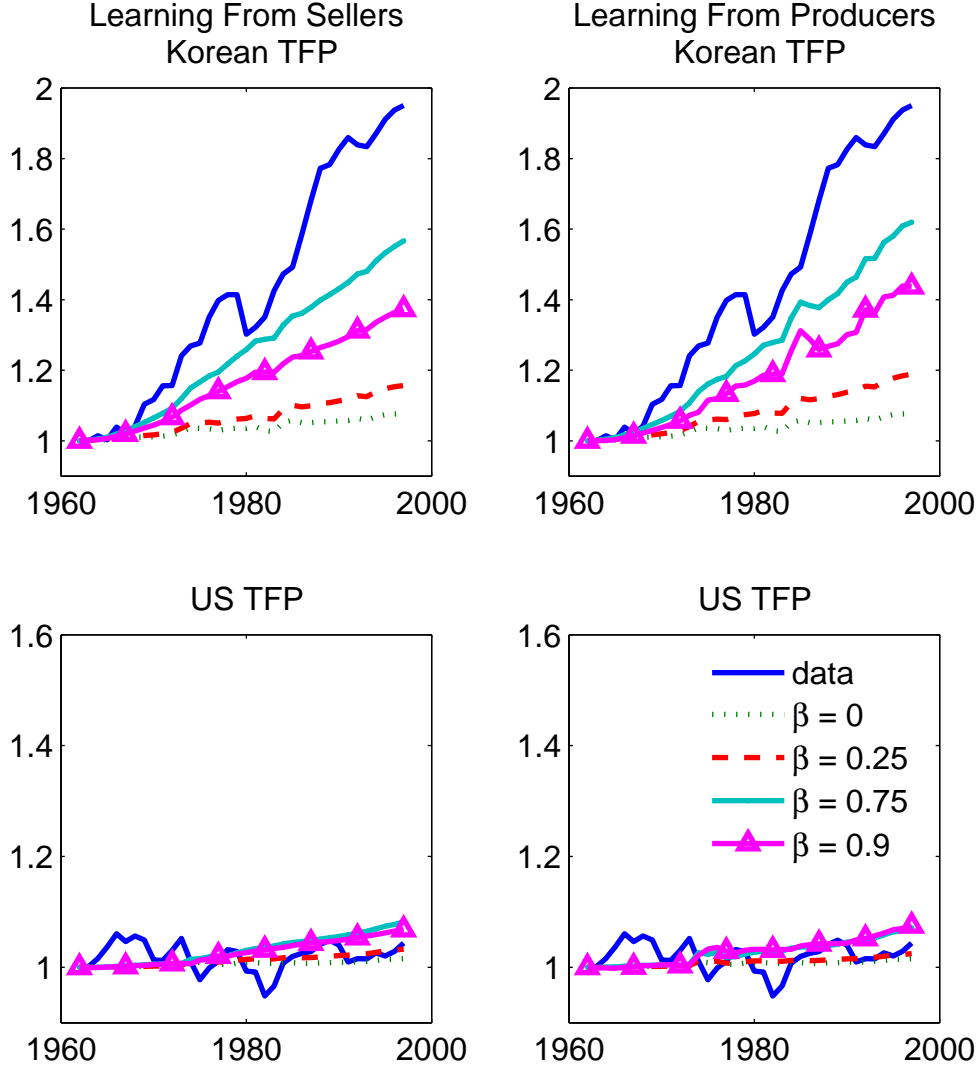 Learning From Sellers
Korean TFP
Learning From Producers
Korean TFP
2
1.8
1.6
1.4
1.2
1
1960
1980
2000
2
1.8
1.6
1.4
1.2
1
1960
1980
2000
US TFP
1.6
1.4
1.2
1
1960
1980
2000
US TFP
1.6
1.4
1.2
1
1960
1980
2000
data
β = 0
β = 0.25
β = 0.75
β = 0.9